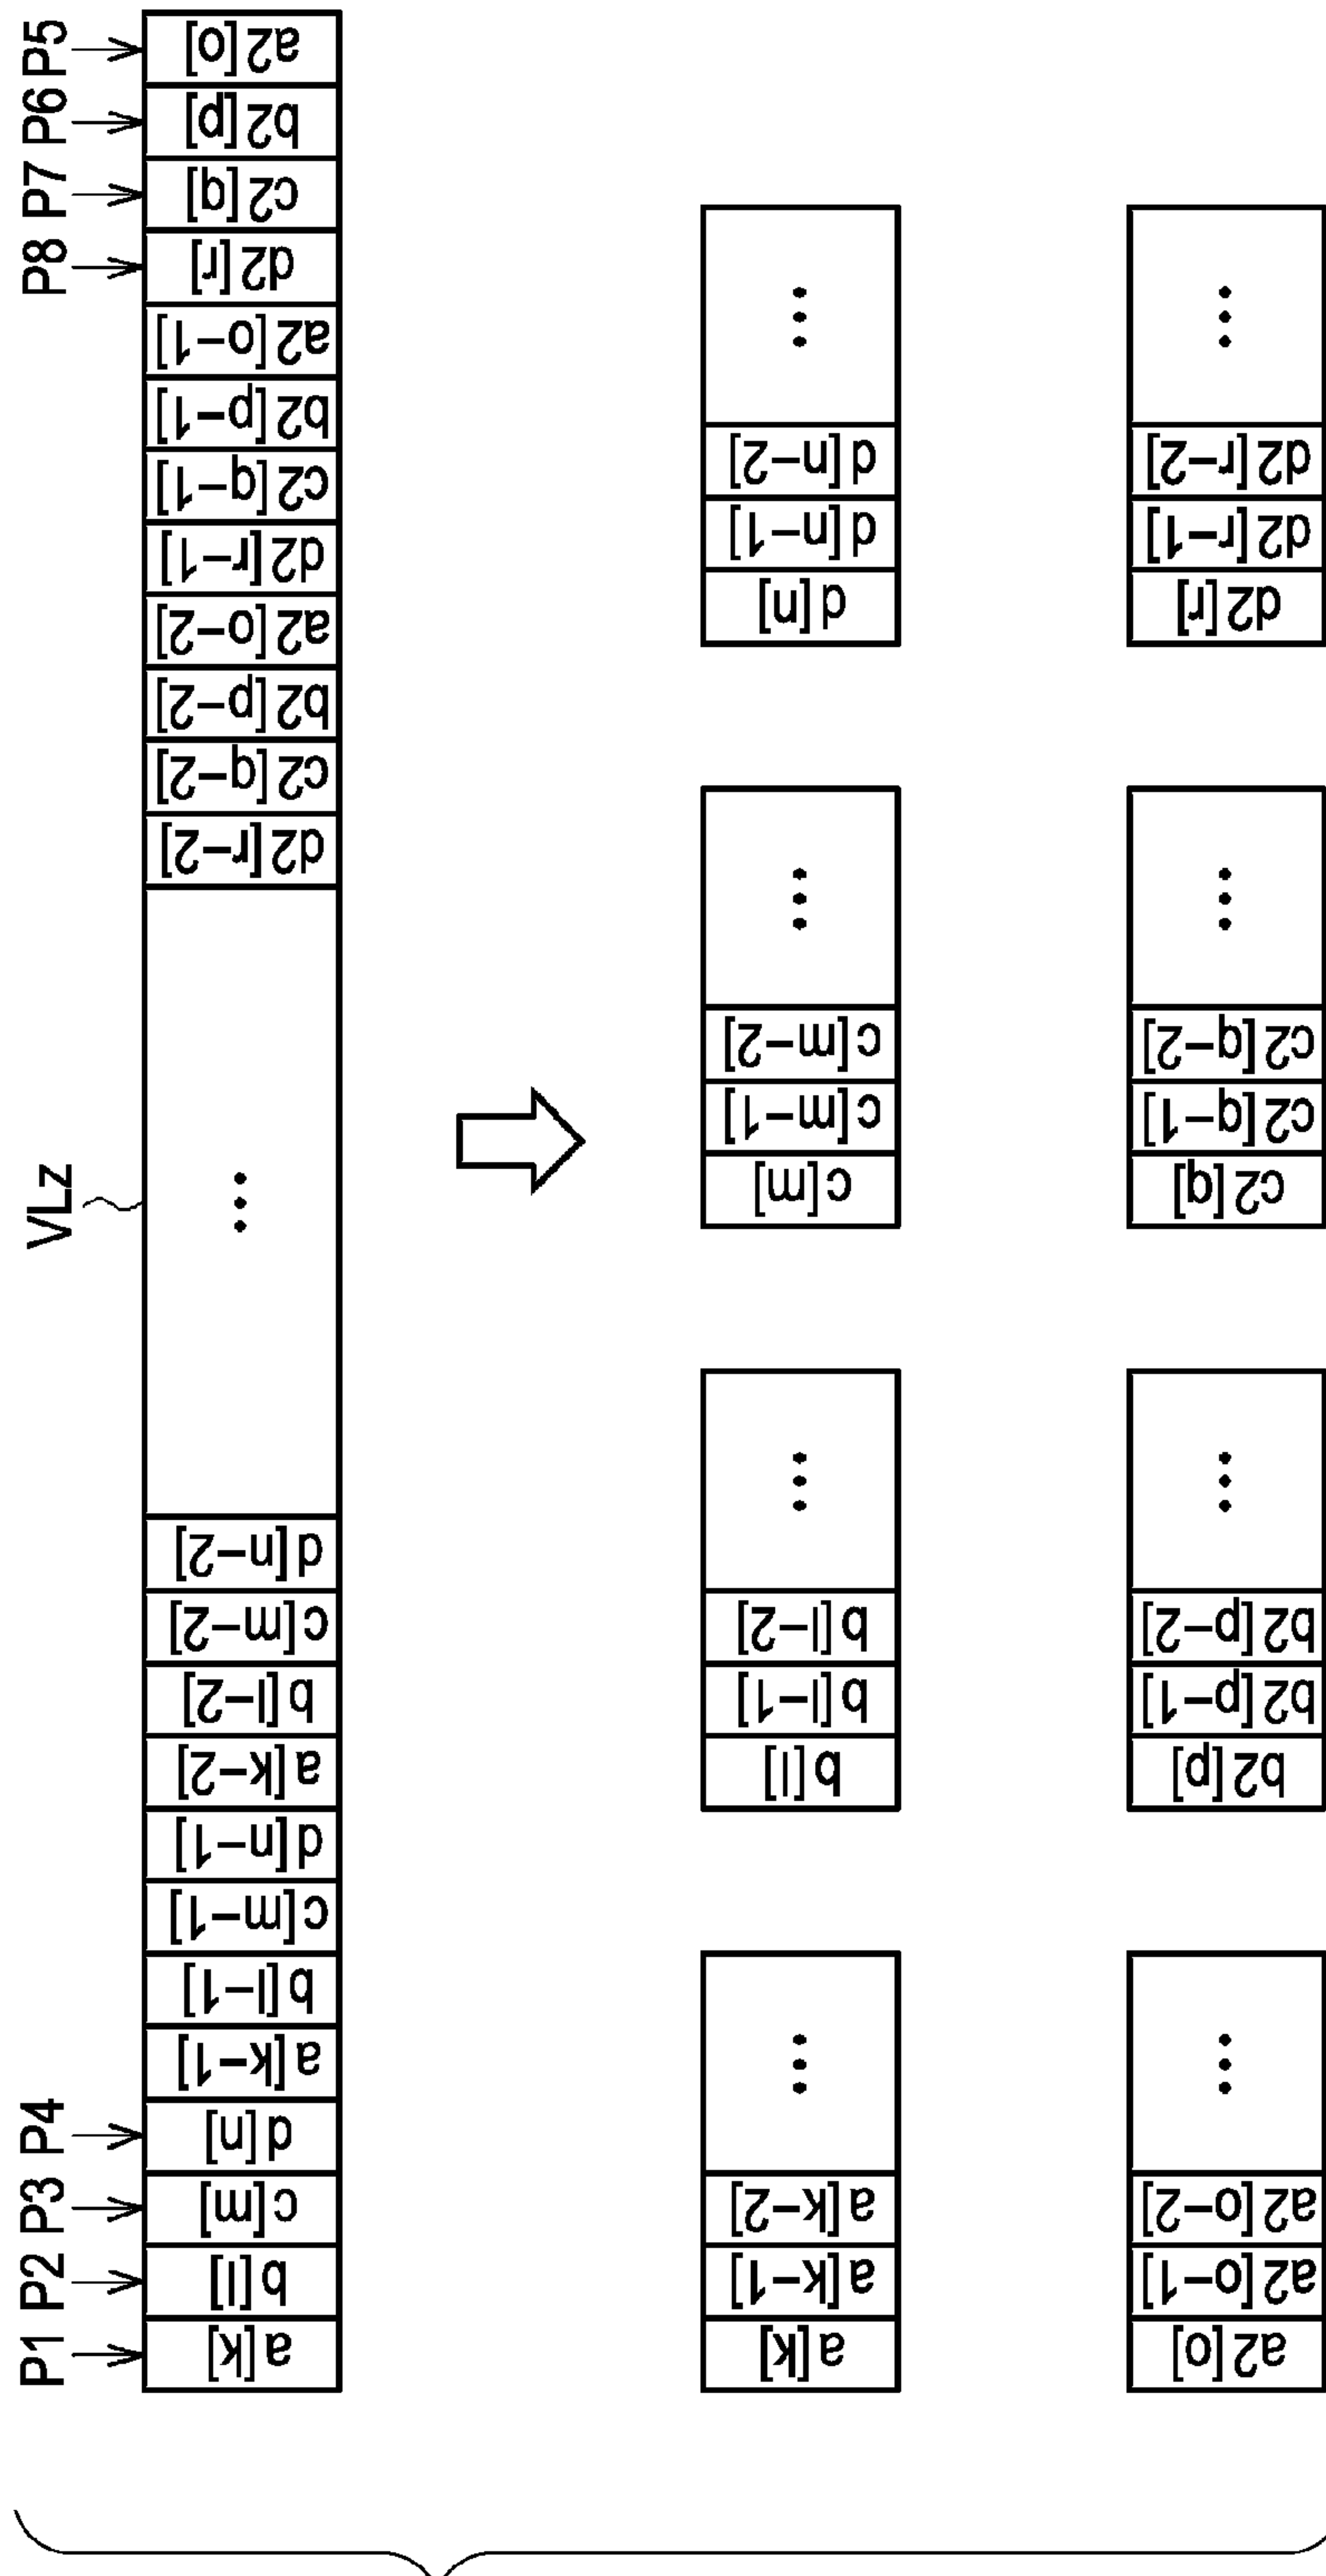 P1 P2 P3 P4 VLz P8 P7 P6 P5
a[k]
b[l]
c[m]
d[n]
a[k−1]
b[l−1]
c[m−1]
d[n−1]
a[k−2]
b[l−2]
c[m−2]
d[n−2]
...
d2[r−2]
c2[q−2]
b2[p−2]
a2[o−2]
d2[r−1]
c2[q−1]
b2[p−1]
a2[o−1]
d2[r]
c2[q]
b2[p]
a2[o]
a[k]
a[k−1]
a[k−2]
...
b[l]
b[l−1]
b[l−2]
...
c[m]
c[m−1]
c[m−2]
...
d[n]
d[n−1]
d[n−2]
...
a2[o]
a2[o−1]
a2[o−2]
...
b2[p]
b2[p−1]
b2[p−2]
...
c2[q]
c2[q−1]
c2[q−2]
...
d2[r]
d2[r−1]
d2[r−2]
...